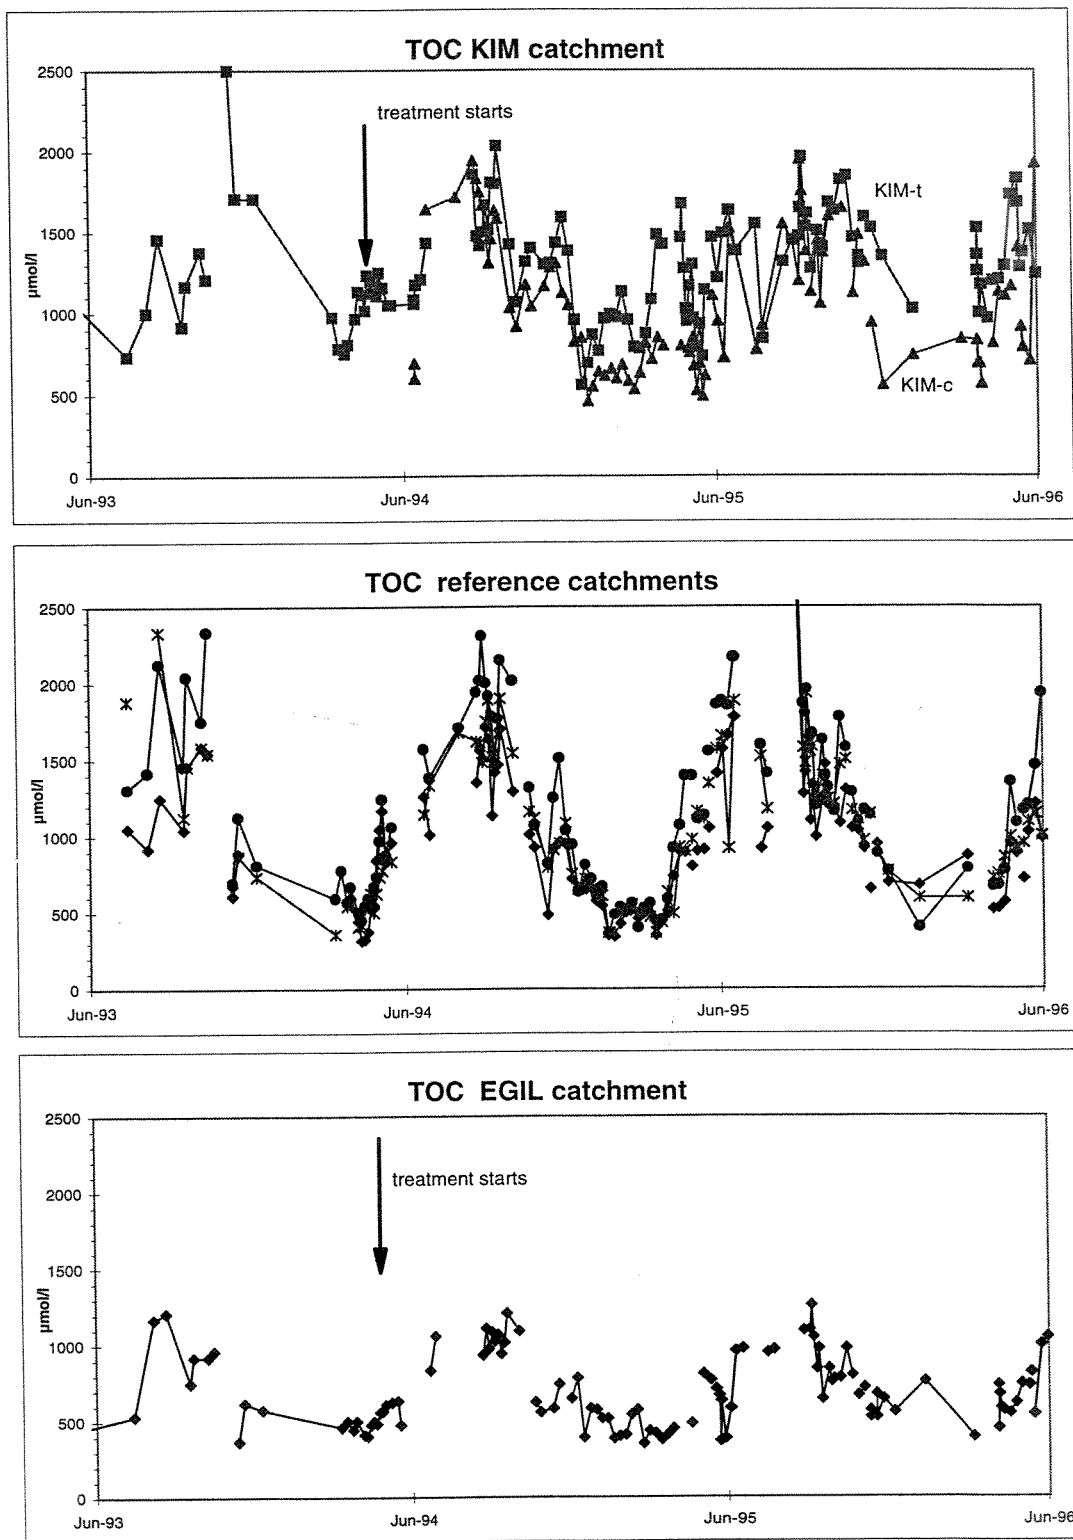 TOC KIM catchment
2500
2000
1500
1000
500
0
µmol/l
treatment starts
KIM-t
KIM-c
Jun-93
Jun-94
Jun-95
Jun-96
TOC reference catchments
2500
2000
1500
1000
500
0
µmol/l
Jun-93
Jun-94
Jun-95
Jun-96
TOC EGIL catchment
2500
2000
1500
1000
500
0
µmol/l
treatment starts
Jun-93
Jun-94
Jun-95
Jun-96